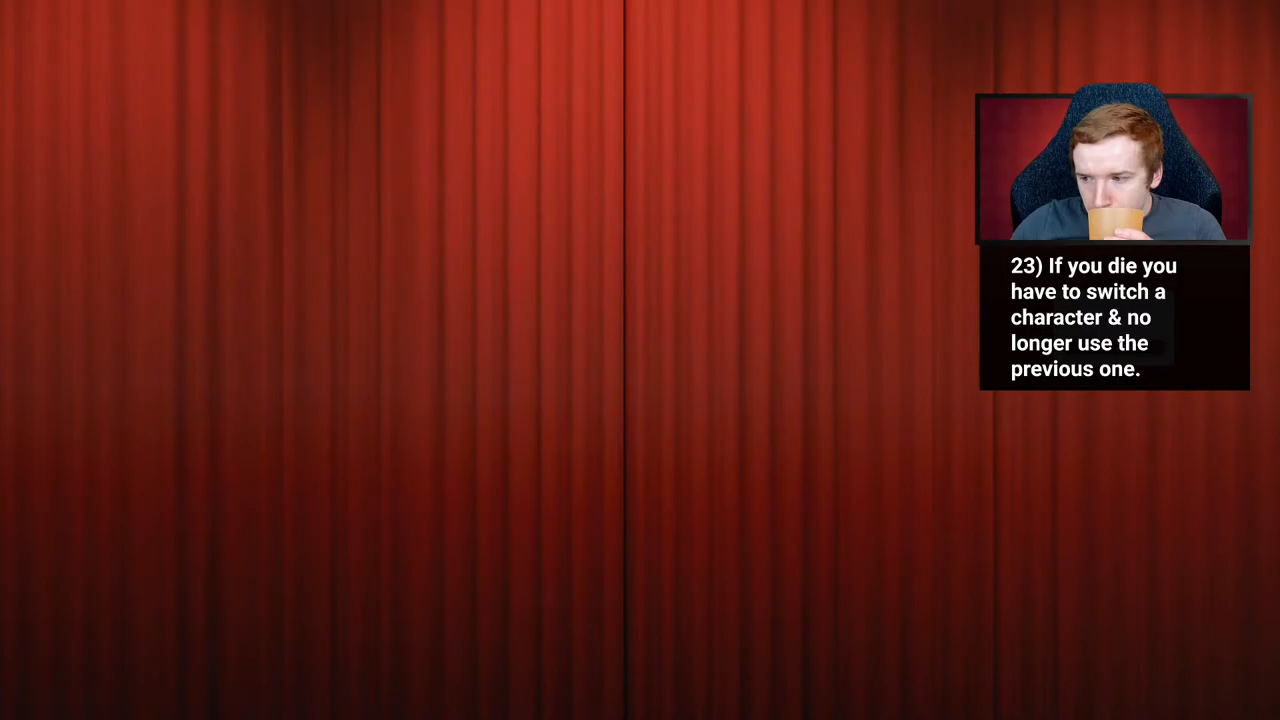 23) If you die you
have to switch a
character & no
longer use the
previous one.